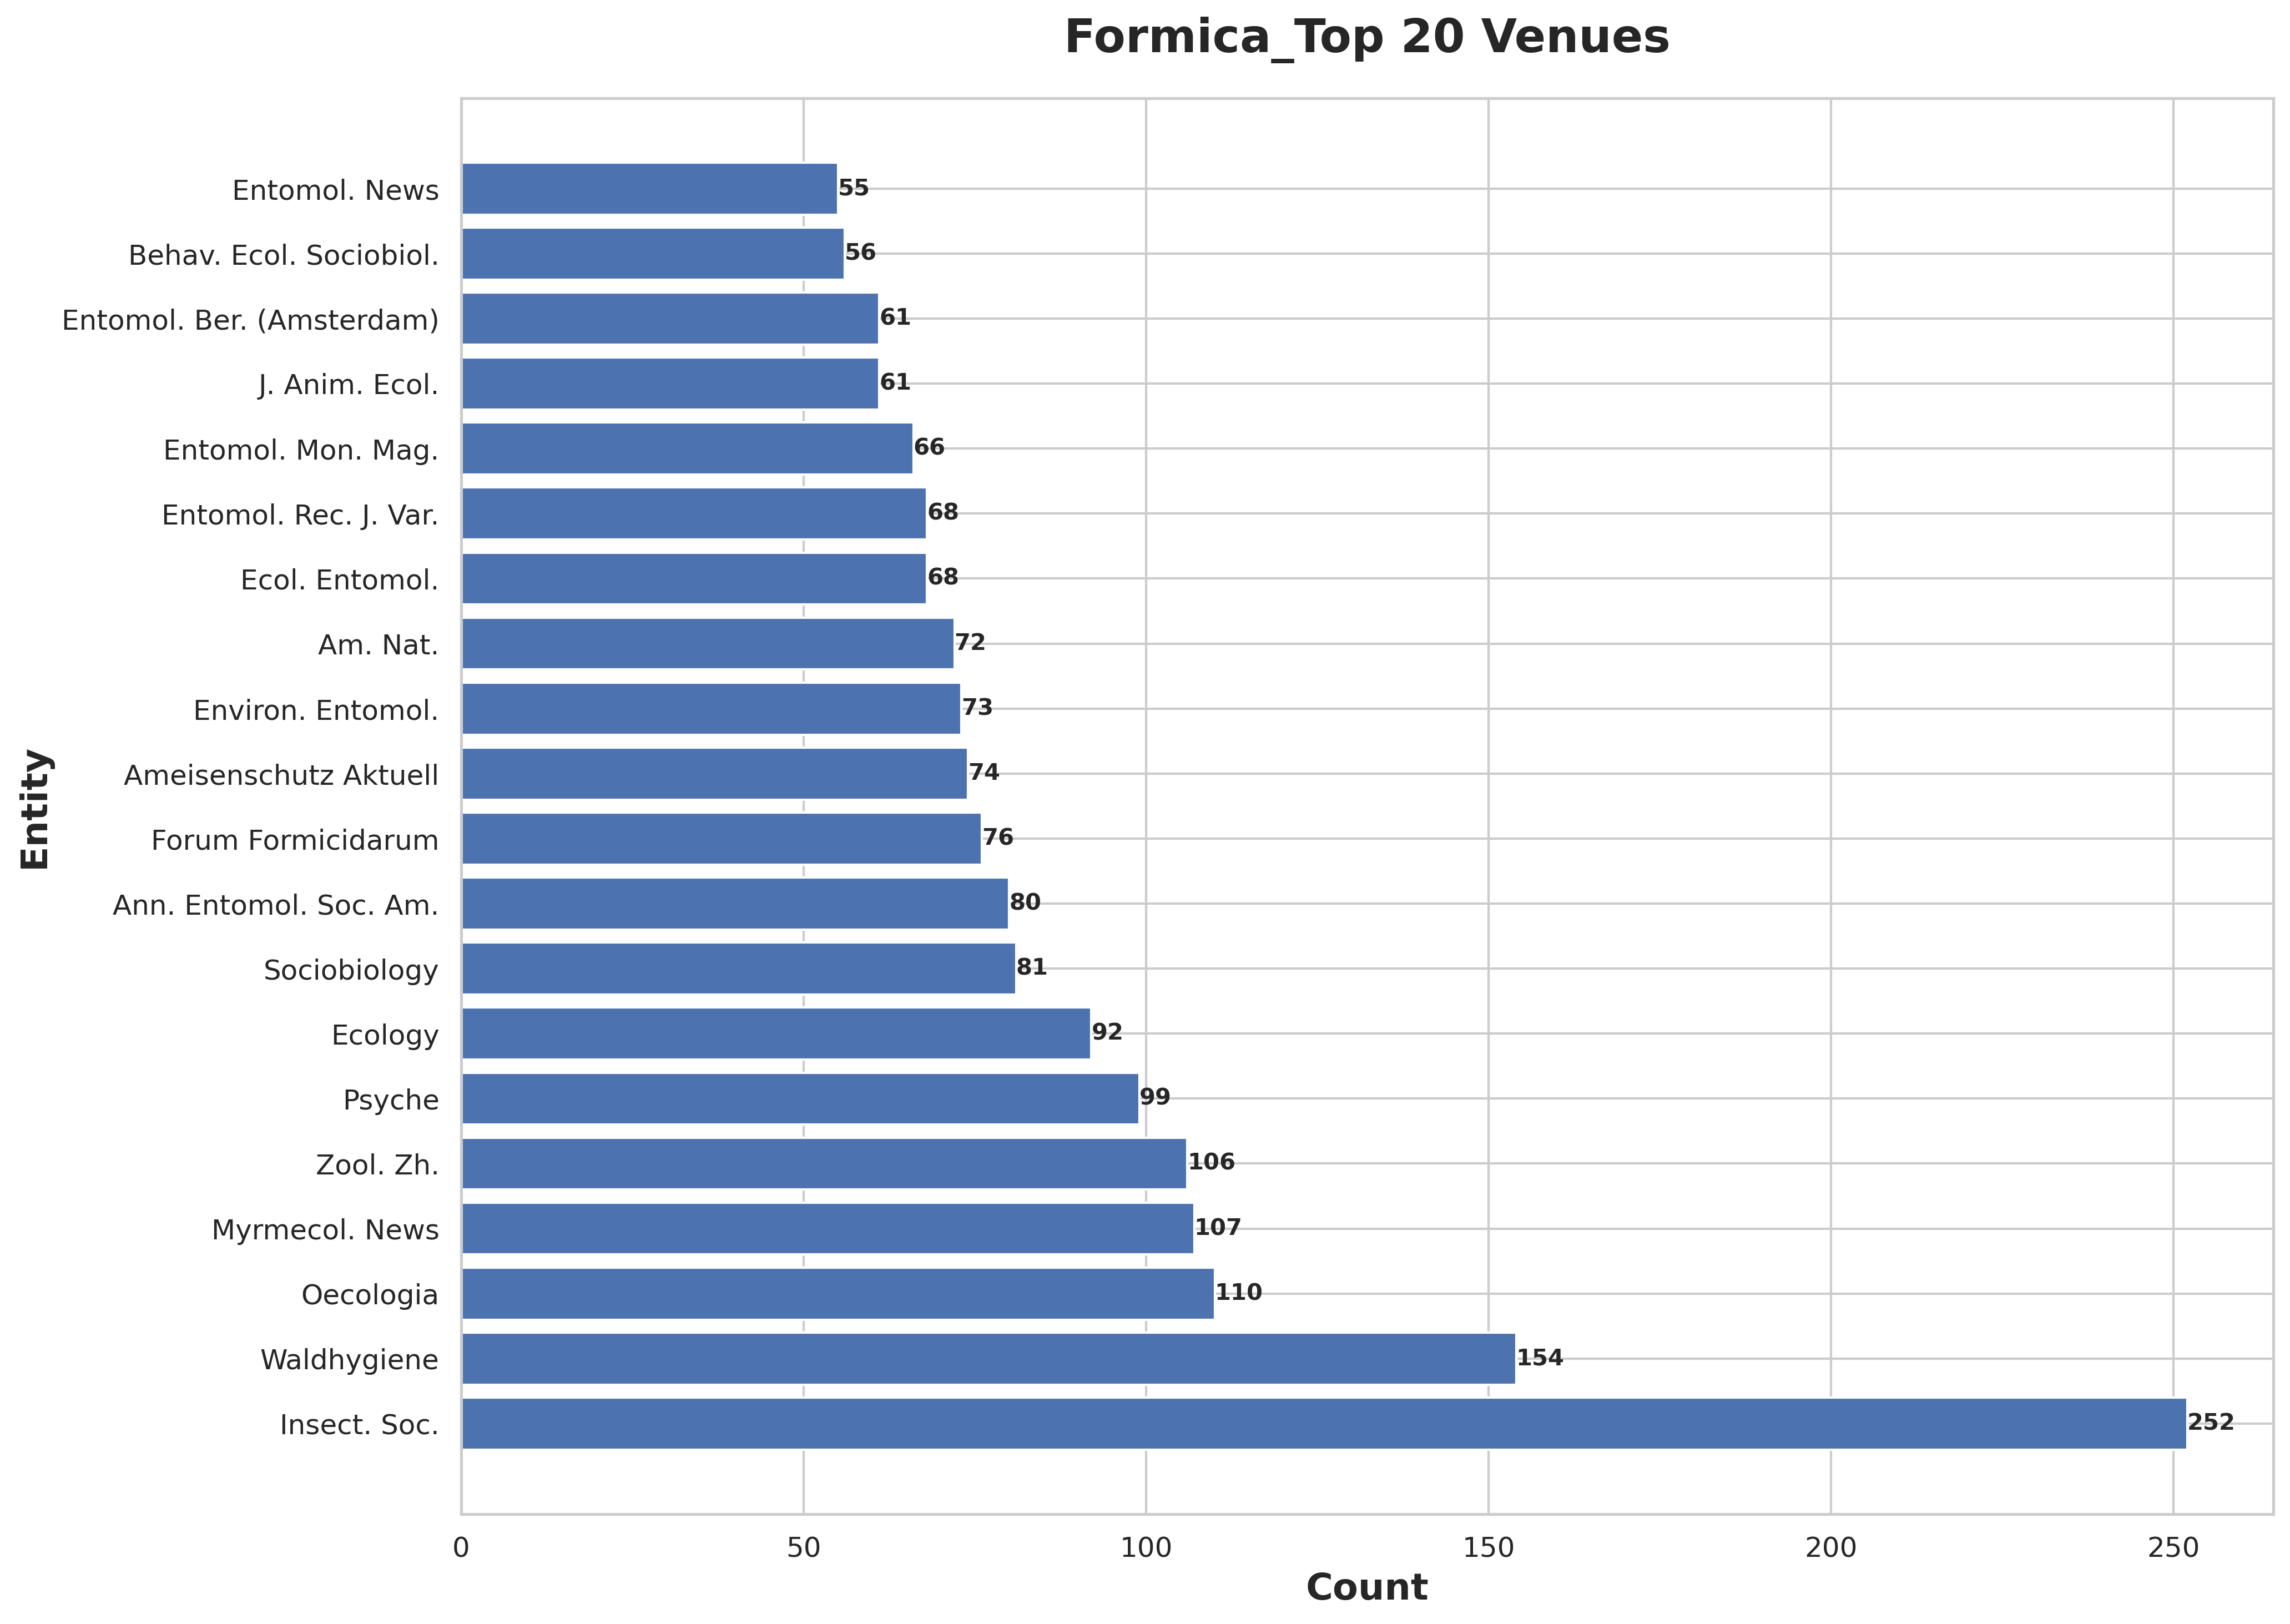 Formica_Top 20 Venues
Entity
Entomol. News 55
Behav. Ecol. Sociobiol. 56
Entomol. Ber. (Amsterdam) 61
J. Anim. Ecol. 61
Entomol. Mon. Mag. 66
Entomol. Rec. J. Var. 68
Ecol. Entomol. 68
Am. Nat. 72
Environ. Entomol. 73
Ameisenschutz Aktuell 74
Forum Formicidarum 76
Ann. Entomol. Soc. Am. 80
Sociobiology 81
Ecology 92
Psyche 99
Zool. Zh. 106
Myrmecol. News 107
Oecologia 110
Waldhygiene 154
Insect. Soc. 252
0 50 100 150 200 250
Count